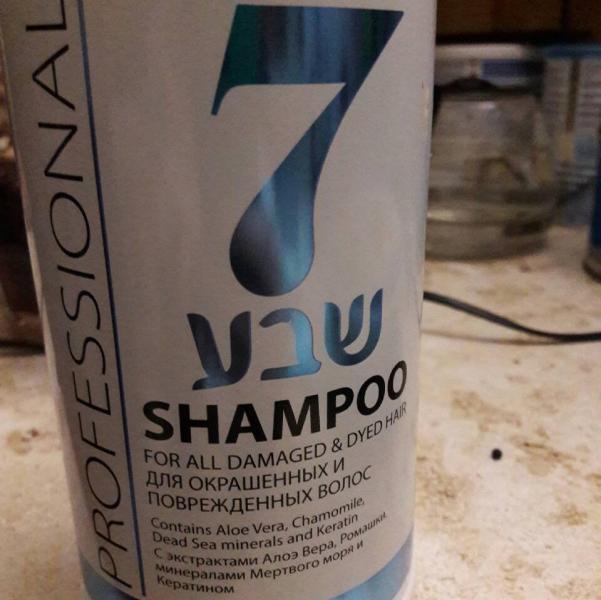 PROFESSIONAL
7
שבע
SHAMPOO
FOR ALL DAMAGED & DYED HAIR
ДЛЯ ОКРАШЕННЫХ И
ПОВРЕЖДЕННЫХ ВОЛОС
Contains Aloe Vera, Chamomile,
Dead Sea minerals and Keratin
С экстрактами Алоэ Вера, Ромашки,
минералами Мертвого моря и
Кератином